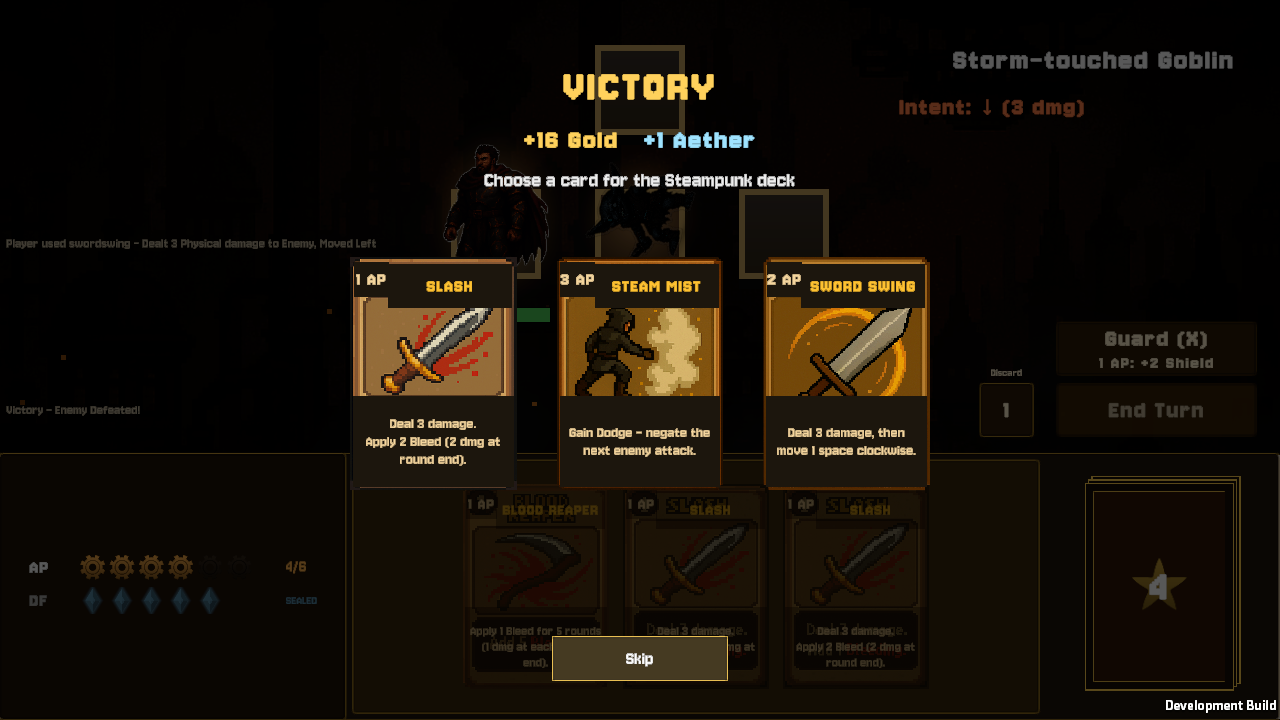 Storm-touched Goblin
VICTORY
Intent: ↓ (3 dmg)
+16 Gold +1 Aether
Choose a card for the Steampunk deck
Player used swordswing - Dealt 3 Physical damage to Enemy, Moved Left
1 AP SLASH
3 AP STEAM MIST
2 AP SWORD SWING
Deal 3 damage.
Apply 2 Bleed (2 dmg at
round end).
Gain Dodge - negate the
next enemy attack.
Deal 3 damage, then
move 1 space clockwise.
Guard (X)
1 AP: +2 Shield
Discard
1
End Turn
Victory - Enemy Defeated!
1 AP BLOOD REAPER
1 AP SLASH
1 AP SLASH
AP 4/6
DF SEALED
4
Apply 1 Bleed for 5 rounds
(1 dmg at each
end).
Deal 3 damage.
mg at
Deal 3 damage.
Apply 2 Bleed (2 dmg at
round end).
Skip
Development Build